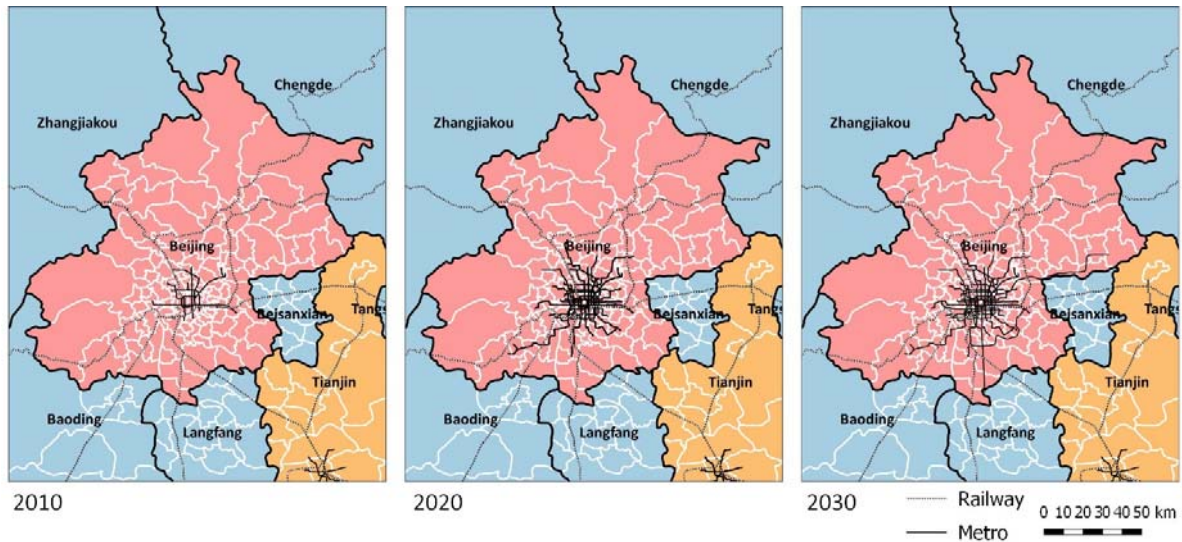 Chengde
Zhangjiakou
Beijing
Beisanxian
Tangs
Tianjin
Baoding
Langfang
2010
Chengde
Zhangjiakou
Beijing
Beisanxian
Tangs
Tianjin
Baoding
Langfang
2020
Chengde
Zhangjiakou
Beijing
Beisanxian
Tangs
Tianjin
Baoding
Langfang
2030
Railway
Metro
0 10 20 30 40 50 km